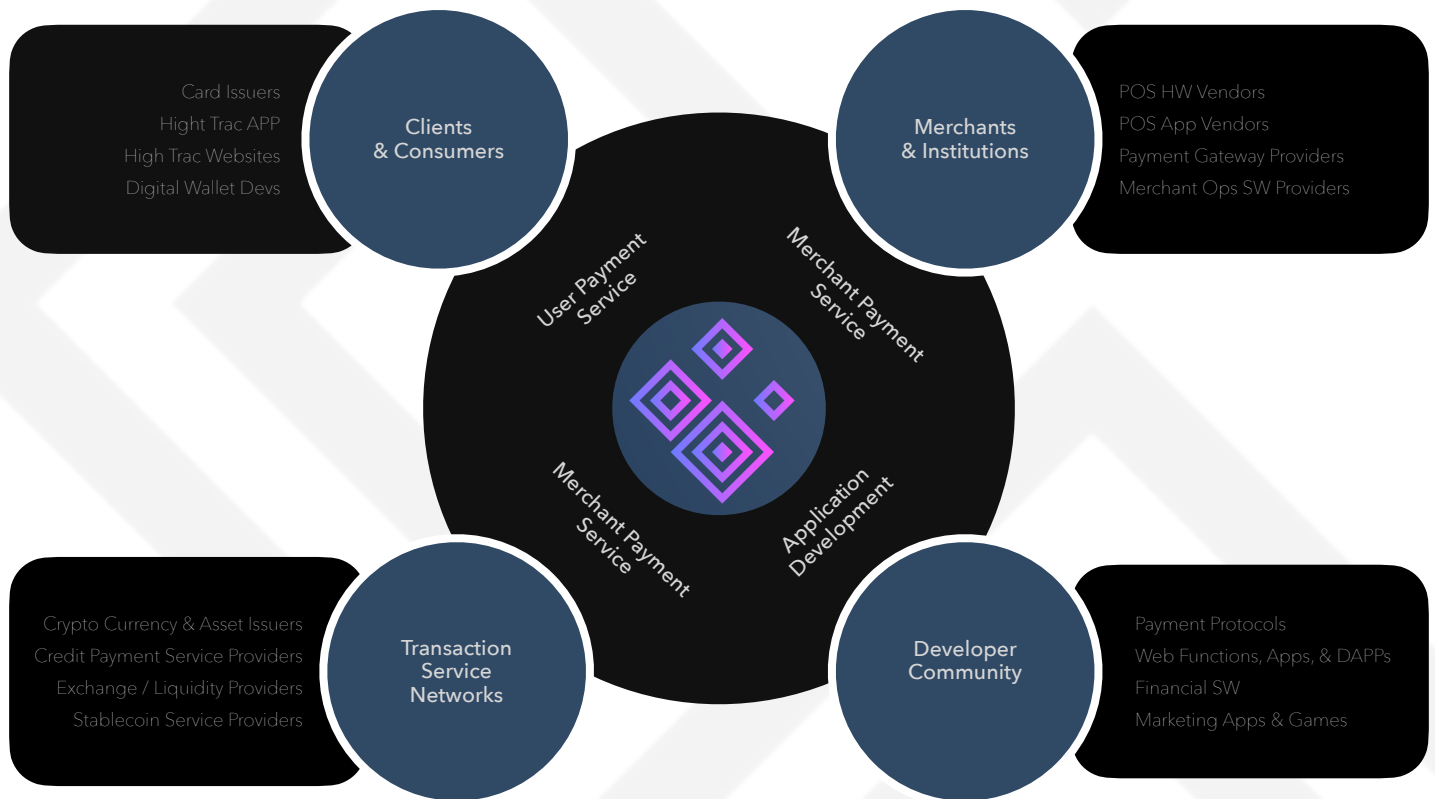 Card Issuers
Hight Trac APP
High Trac Websites
Digital Wallet Devs
Clients
& Consumers
Merchants
& Institutions
POS HW Vendors
POS App Vendors
Payment Gateway Providers
Merchant Ops SW Providers
User Payment
Service
Merchant Payment
Service
Merchant Payment
Service
Application
Development
Crypto Currency & Asset Issuers
Credit Payment Service Providers
Exchange / Liquidity Providers
Stablecoin Service Providers
Transaction
Service
Networks
Developer
Community
Payment Protocols
Web Functions, Apps, & DAPPs
Financial SW
Marketing Apps & Games